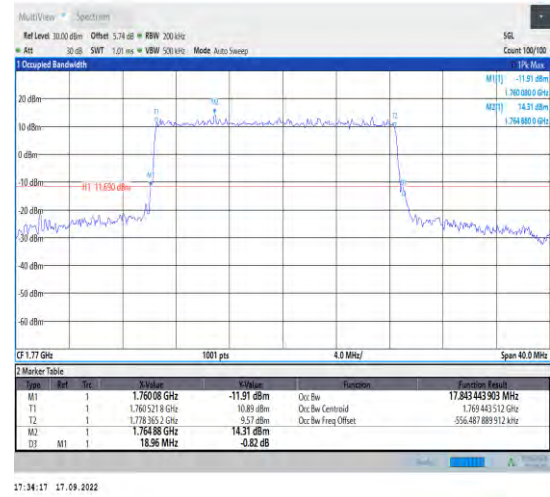 MultiView Spectrum
Ref Level 30.00 dBm Offset 5.74 dB RBW 200 kHz SGL
Att 30 dB SWT 1.01 ms VBW 500 kHz Mode Auto Sweep Count 100/100
1 Occupied Bandwidth 1Pk Max
M1[1] -11.91 dBm
1.760 080 0 GHz
M2[1] 14.31 dBm
1.764 880 0 GHz
20 dBm
M2
T1
T2
10 dBm
0 dBm
M1
-10 dBm
H1 11.690 dBm
-20 dBm
-30 dBm
-40 dBm
-50 dBm
-60 dBm
CF 1.77 GHz 1001 pts 4.0 MHz/ Span 40.0 MHz
2 Marker Table
Type Ref Trc X-Value Y-Value Function Function Result
M1 1 1.760 08 GHz -11.91 dBm Occ Bw 17.843 443 903 MHz
T1 1 1.760 521 8 GHz 10.89 dBm Occ Bw Centroid 1.769 443 512 GHz
T2 1 1.778 365 2 GHz 9.57 dBm Occ Bw Freq Offset -556.487 889 912 kHz
M2 1 1.764 88 GHz 14.31 dBm
D3 M1 1 18.96 MHz -0.82 dB
17:34:17 17.09.2022